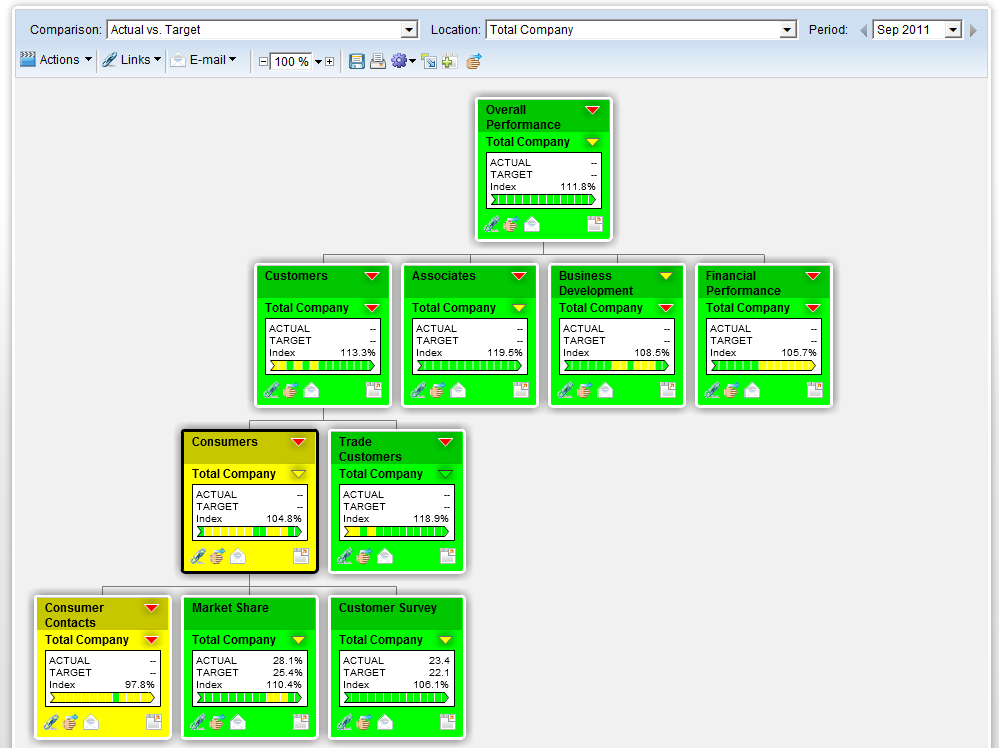 Comparison: Actual vs. Target Location: Total Company Period: Sep 2011
Actions Links E-mail 100 %
Overall
Performance
Total Company
ACTUAL --
TARGET --
Index 111.8%
Customers
Total Company
ACTUAL --
TARGET --
Index 113.3%
Associates
Total Company
ACTUAL --
TARGET --
Index 119.5%
Business
Development
Total Company
ACTUAL --
TARGET --
Index 108.5%
Financial
Performance
Total Company
ACTUAL --
TARGET --
Index 105.7%
Consumers
Total Company
ACTUAL --
TARGET --
Index 104.8%
Trade
Customers
Total Company
ACTUAL --
TARGET --
Index 118.9%
Consumer
Contacts
Total Company
ACTUAL --
TARGET --
Index 97.8%
Market Share
Total Company
ACTUAL 28.1%
TARGET 25.4%
Index 110.4%
Customer Survey
Total Company
ACTUAL 23.4
TARGET 22.1
Index 106.1%